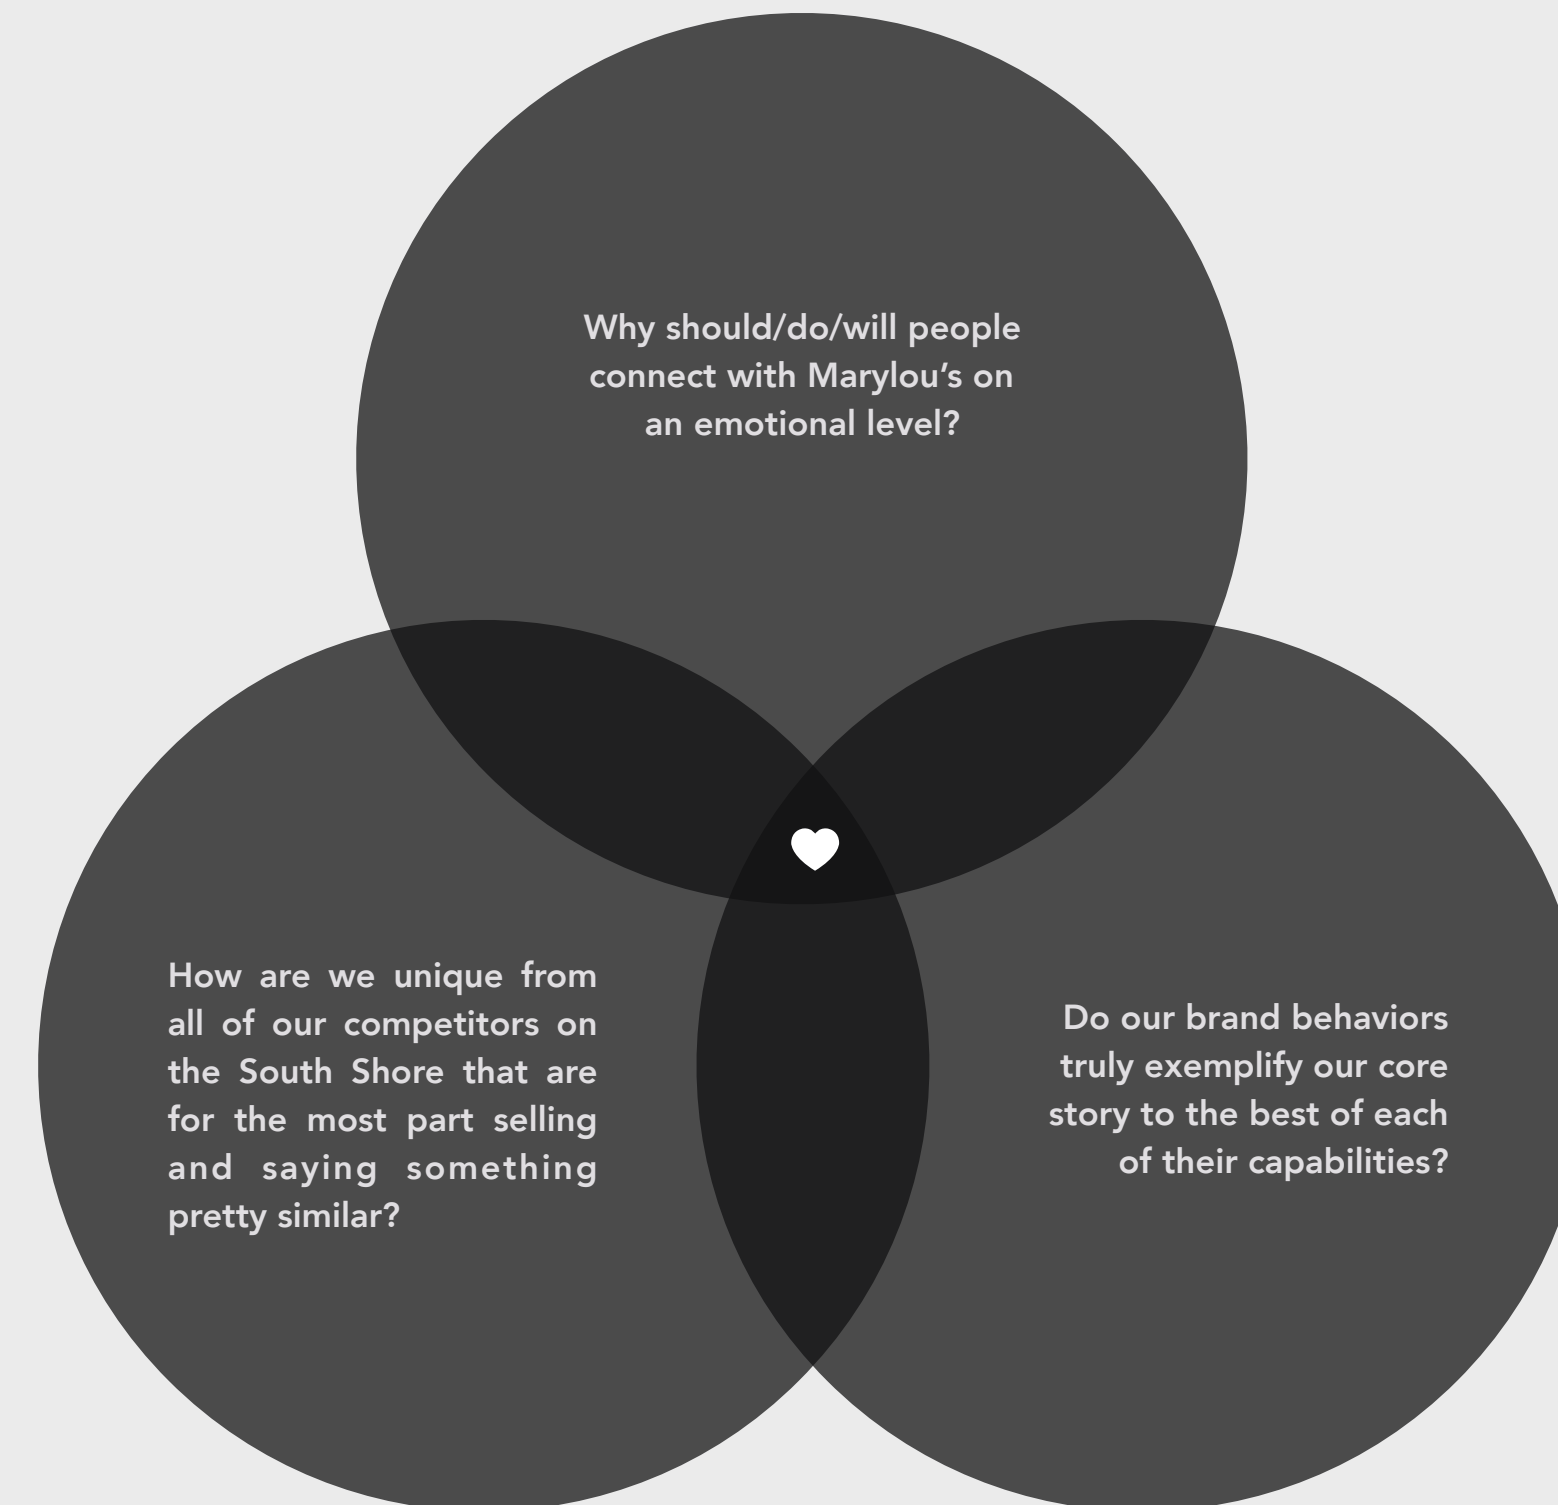 Why should/do/will people
connect with Marylou’s on
an emotional level?
How are we unique from
all of our competitors on
the South Shore that are
for the most part selling
and saying something
pretty similar?
Do our brand behaviors
truly exemplify our core
story to the best of each
of their capabilities?